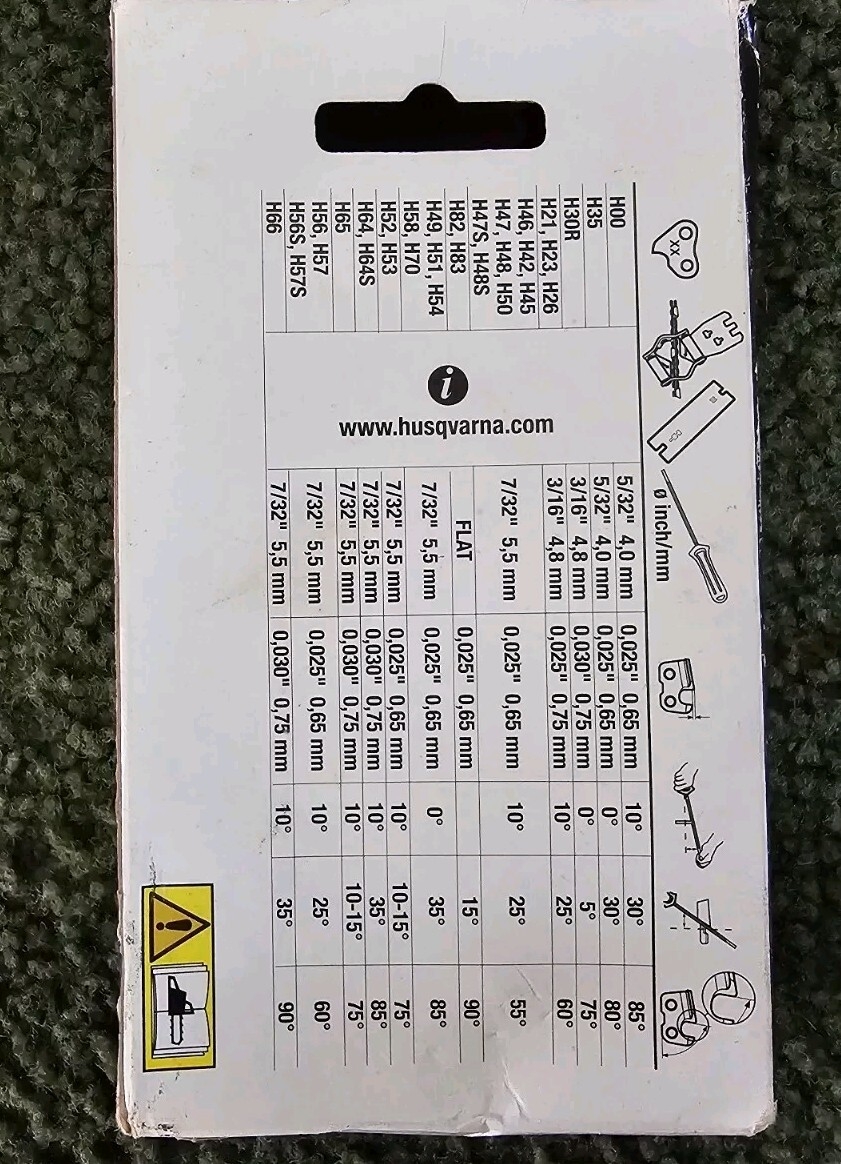 xx
ø inch/mm
H00 5/32" 4,0 mm 0,025" 0,65 mm 10° 30° 85°
H35 5/32" 4,0 mm 0,025" 0,65 mm 0° 30° 80°
H30R 3/16" 4,8 mm 0,030" 0,75 mm 0° 5° 75°
H21, H23, H26 3/16" 4,8 mm 0,025" 0,75 mm 10° 25° 60°
H46, H42, H45
H47, H48, H50 7/32" 5,5 mm 0,025" 0,65 mm 10° 25° 55°
H47S, H48S
H82, H83 FLAT 0,025" 0,65 mm 15° 90°
H49, H51, H54 7/32" 5,5 mm 0,025" 0,65 mm 0° 35° 85°
H58, H70
H52, H53 7/32" 5,5 mm 0,025" 0,65 mm 10° 10-15° 75°
H64, H64S 7/32" 5,5 mm 0,030" 0,75 mm 10° 35° 85°
H65 7/32" 5,5 mm 0,030" 0,75 mm 10° 10-15° 75°
H56, H57 7/32" 5,5 mm 0,025" 0,65 mm 10° 25° 60°
H56S, H57S
H66 7/32" 5,5 mm 0,030" 0,75 mm 10° 35° 90°
i
www.husqvarna.com
!